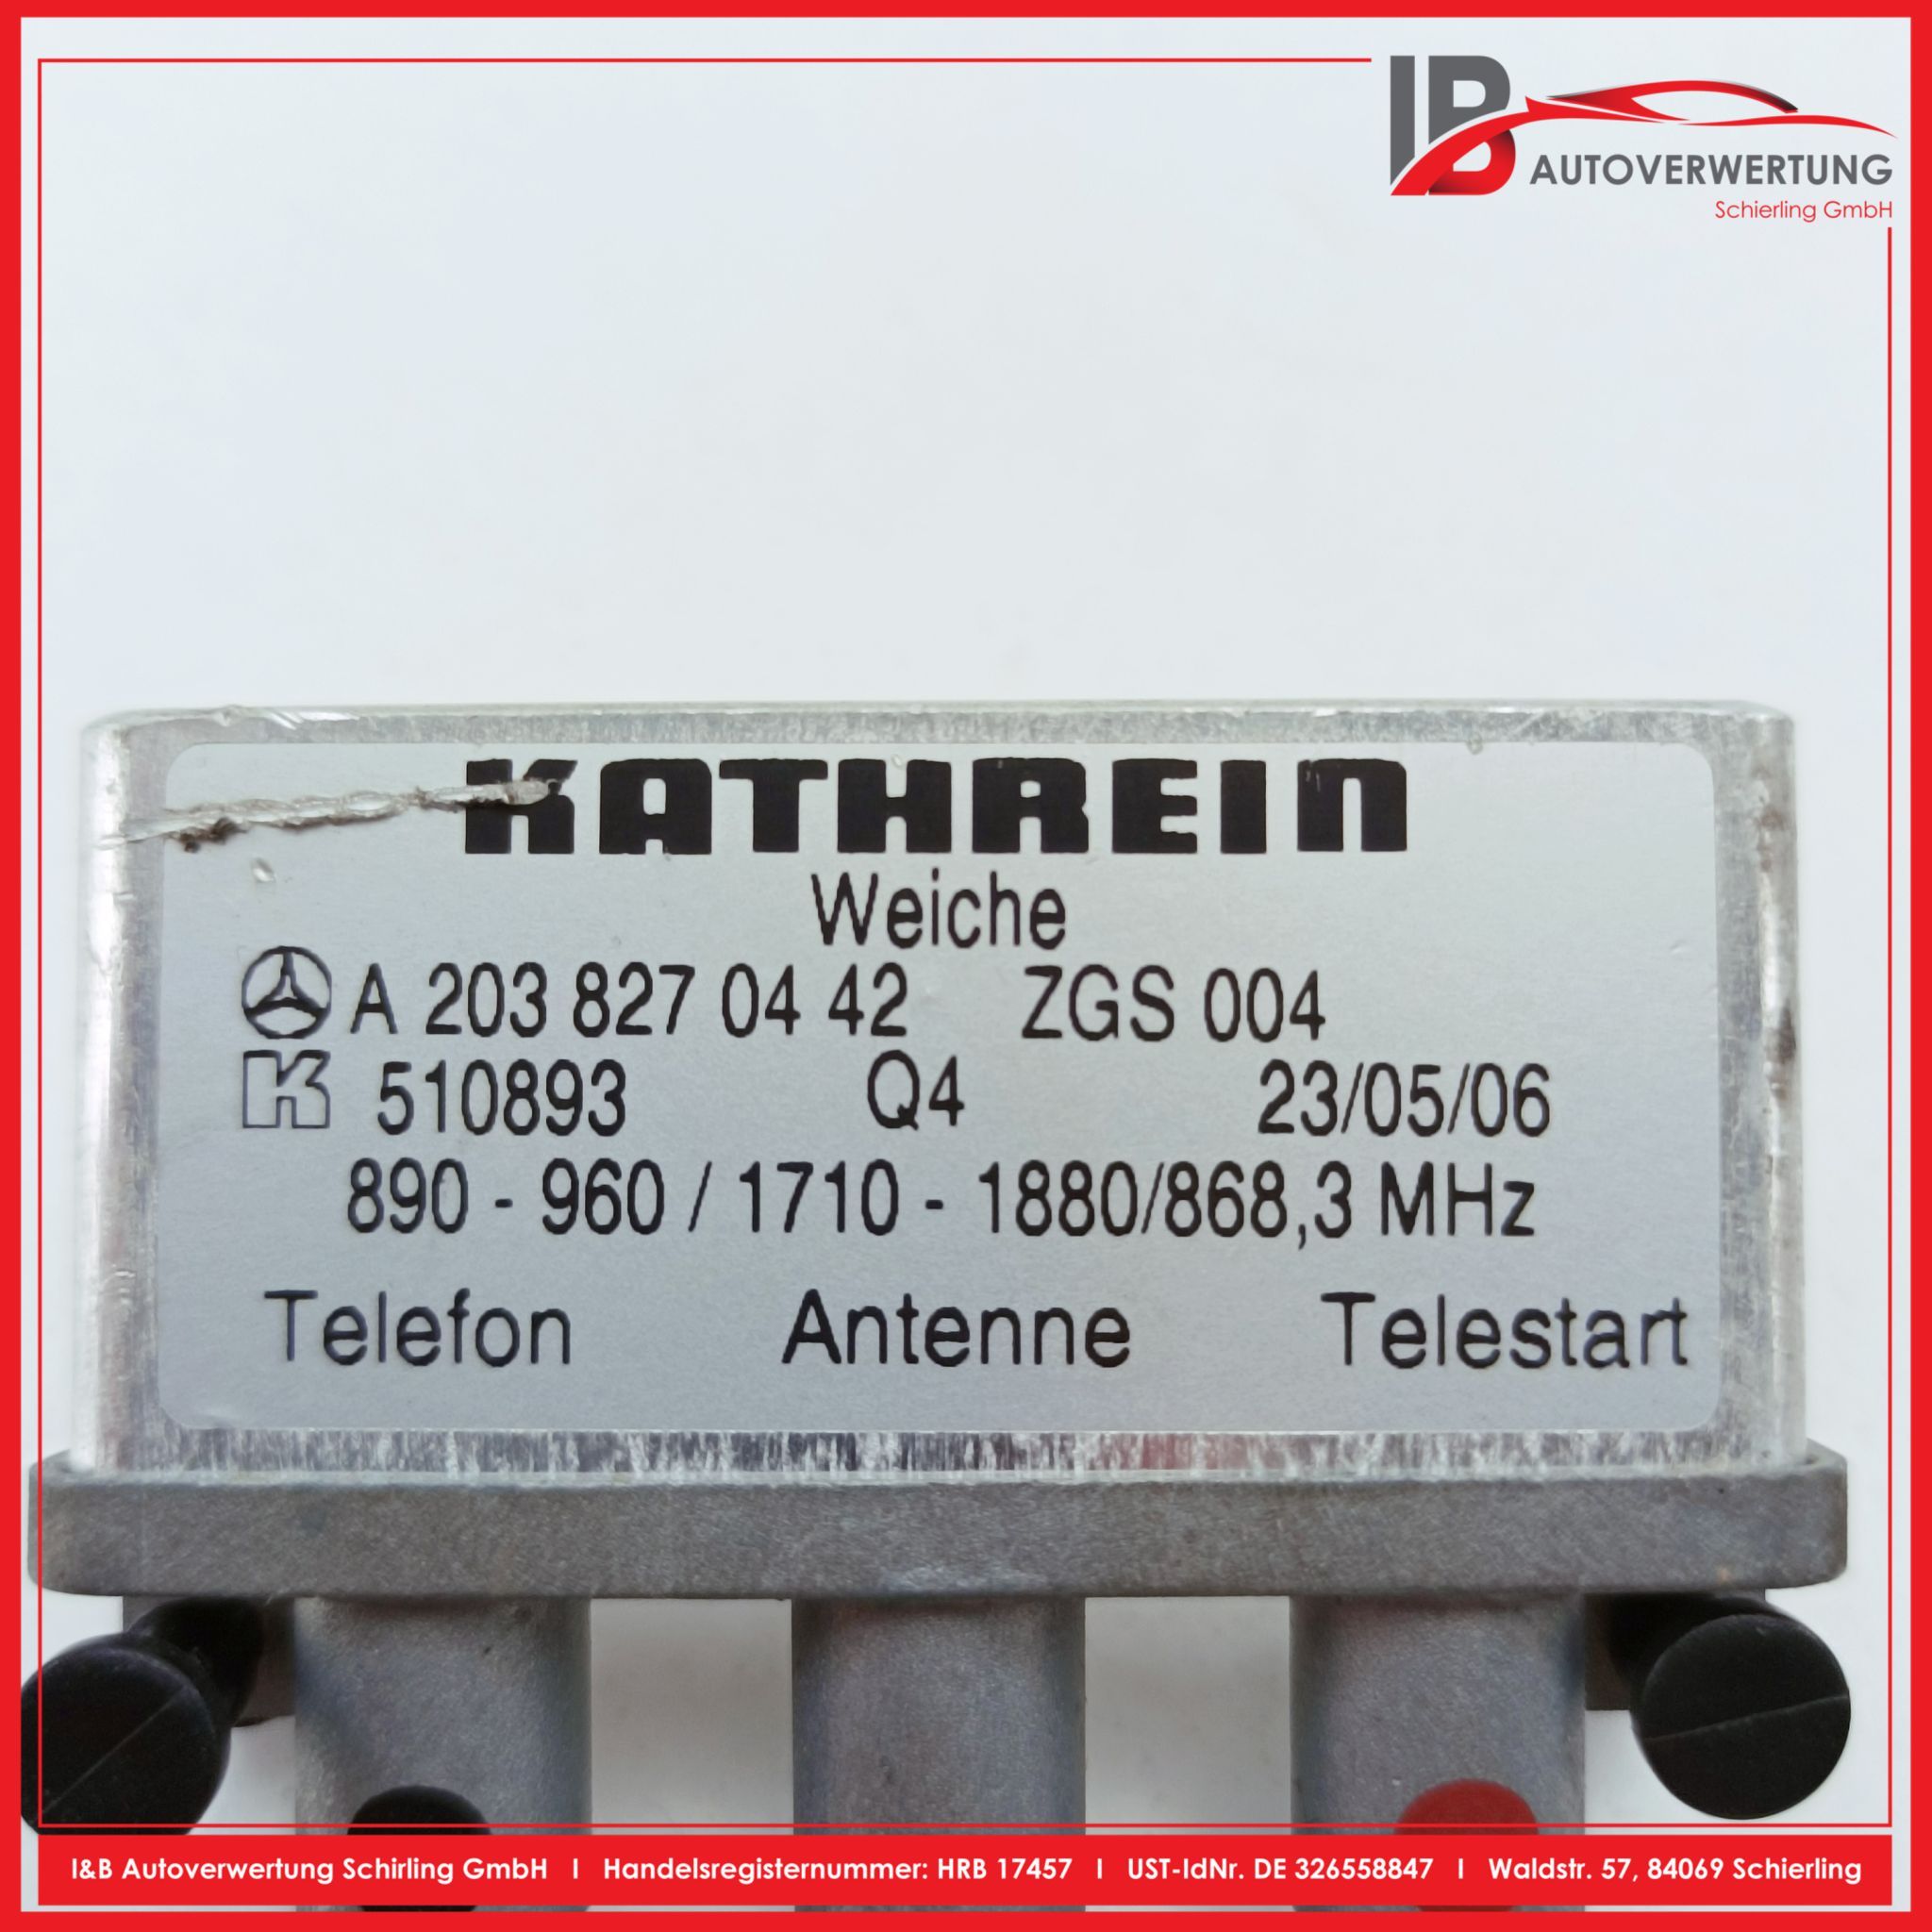 IB
AUTOVERWERTUNG
Schierling GmbH
KATHREIN
Weiche
A 203 827 04 42 ZGS 004
K 510893 Q4 23/05/06
890 - 960 / 1710 - 1880/868,3 MHz
Telefon Antenne Telestart
I&B Autoverwertung Schirling GmbH I Handelsregisternummer: HRB 17457 I UST-IdNr. DE 326558847 I Waldstr. 57, 84069 Schierling